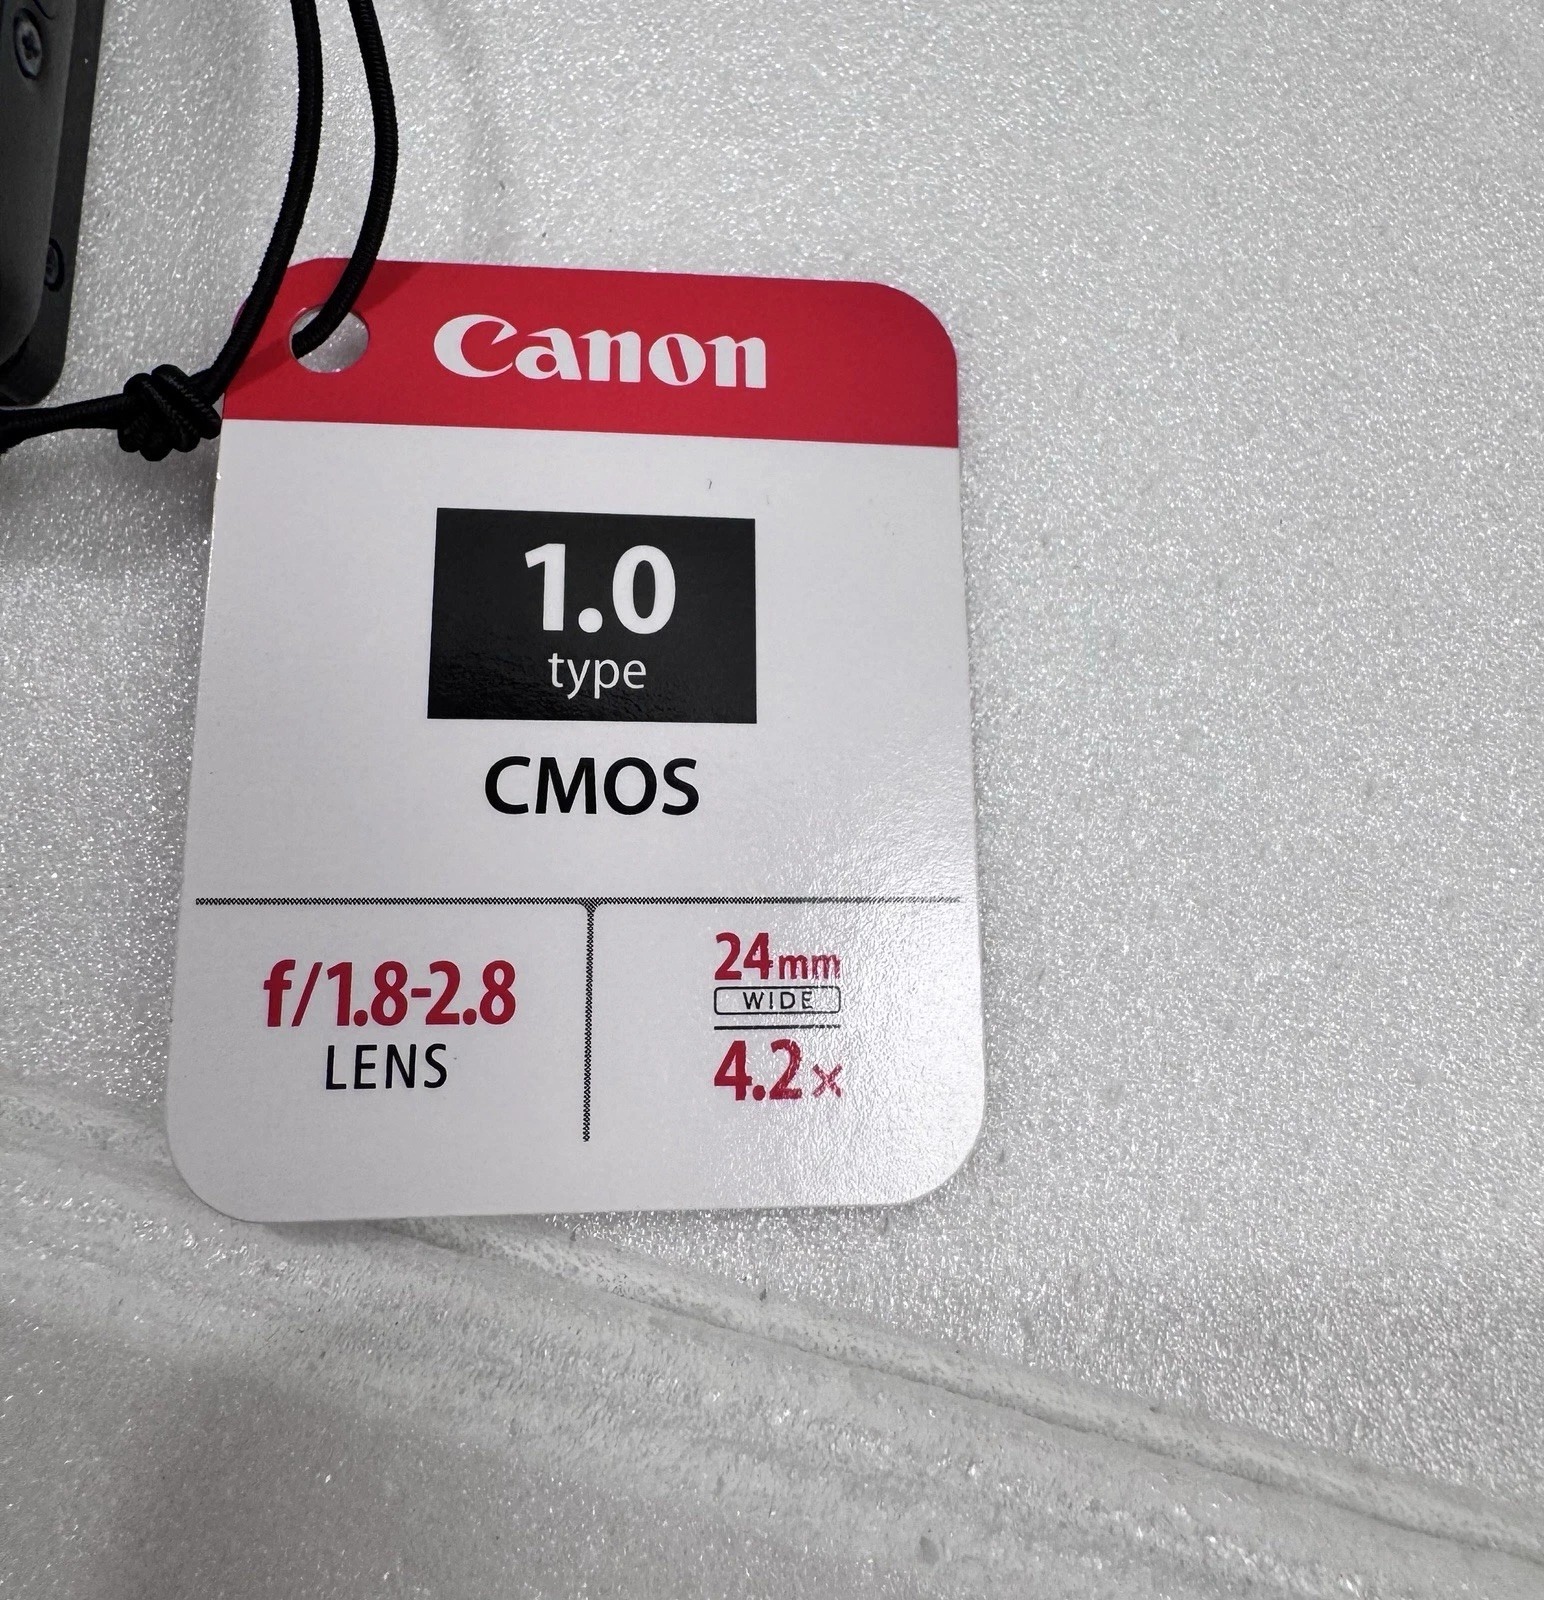 Canon
1.0
type
CMOS
f/1.8-2.8
LENS
24mm
WIDE
4.2x